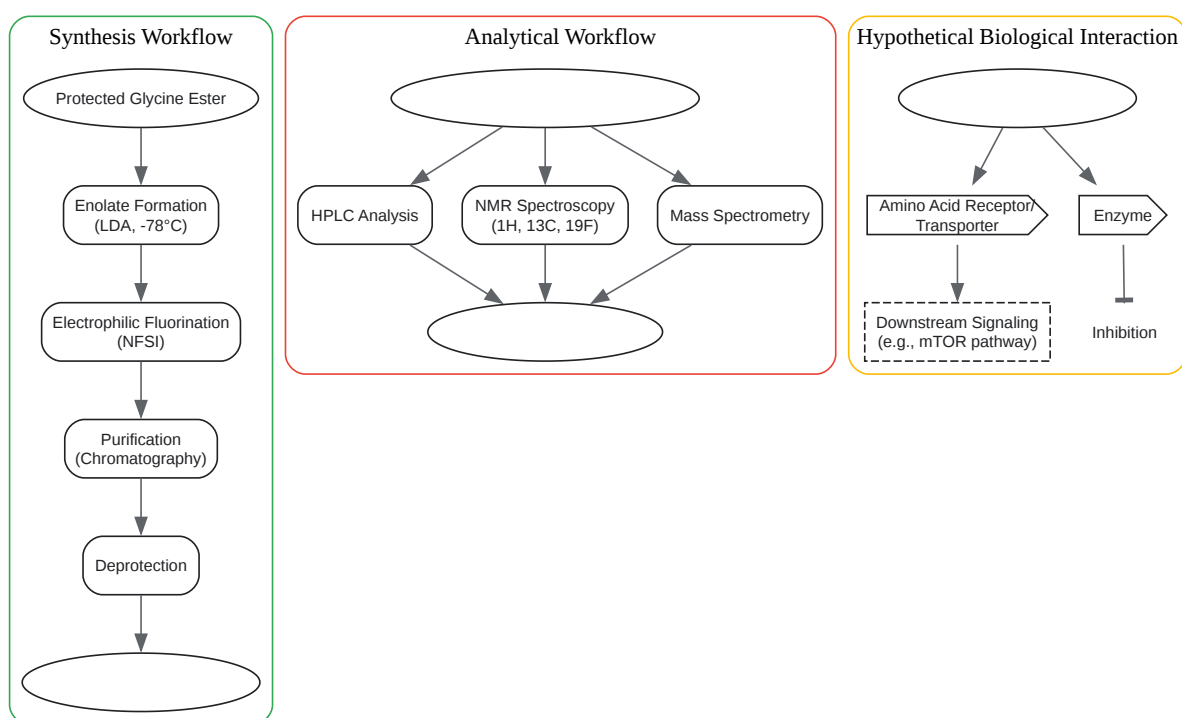 Synthesis Workflow
Protected Glycine Ester
Enolate Formation
(LDA, -78°C)
Electrophilic Fluorination
(NFSI)
Purification
(Chromatography)
Deprotection
Analytical Workflow
HPLC Analysis
NMR Spectroscopy
(1H, 13C, 19F)
Mass Spectrometry
Hypothetical Biological Interaction
Amino Acid Receptor/
Transporter
Enzyme
Downstream Signaling
(e.g., mTOR pathway)
Inhibition